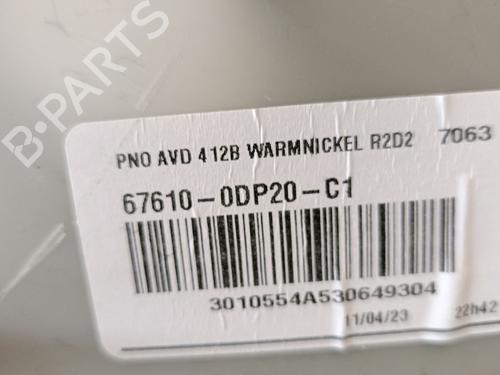 B-PARTS
PNO AVD 412B WARMNICKEL R2D2 7063
67610-0DP20-C1
3010554A530649304
11/04/23 22h42